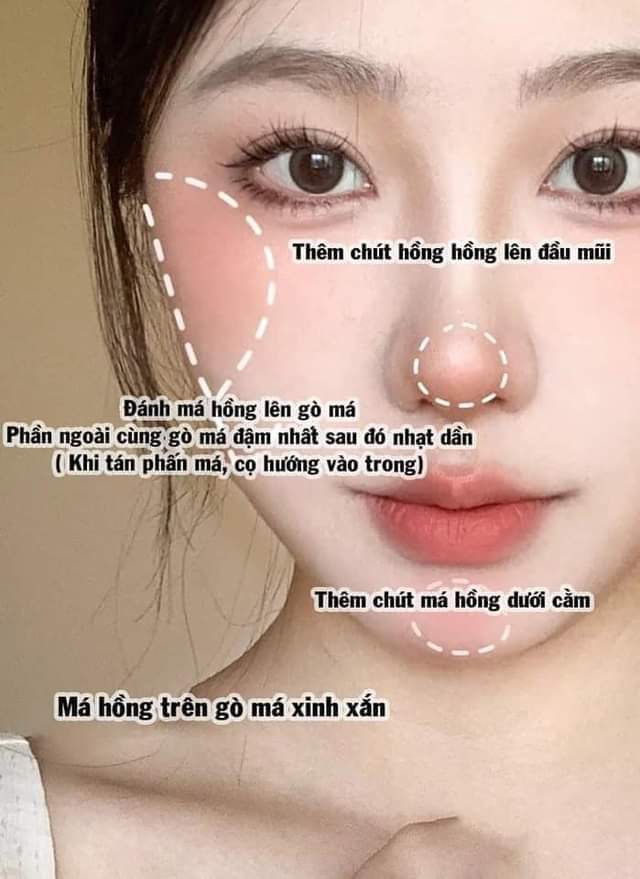 Thêm chút hồng hồng lên đầu mũi
Đánh má hồng lên gò má
Phần ngoài cùng gò má đậm nhất sau đó nhạt dần
( Khi tán phấn má, cọ hướng vào trong)
Thêm chút má hồng dưới cằm
Má hồng trên gò má xinh xắn